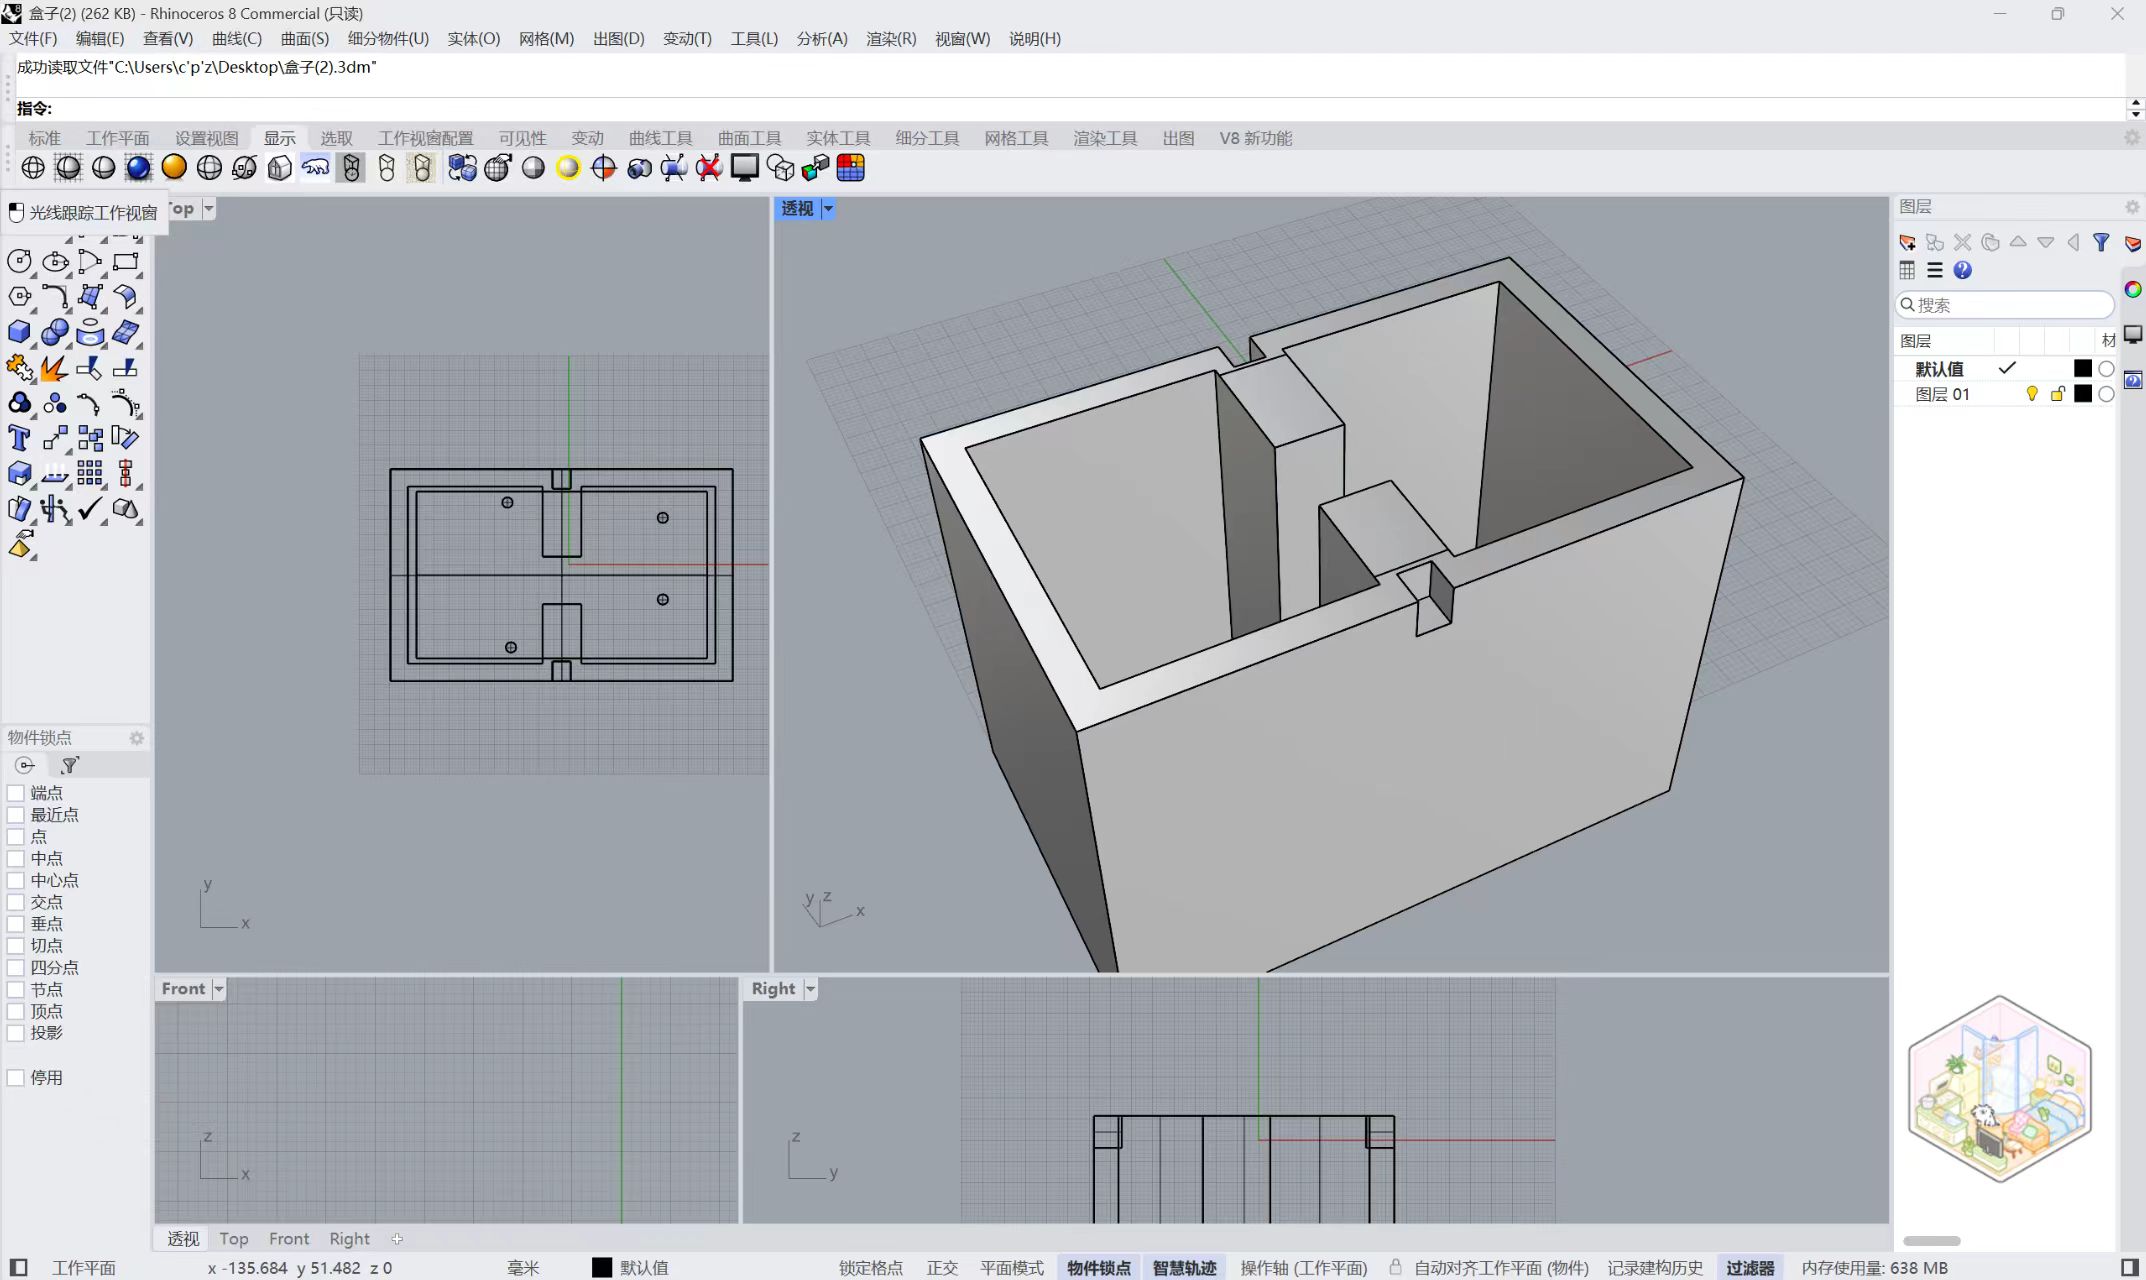 盒子(2) (262 KB) - Rhinoceros 8 Commercial (只读)
文件(F) 编辑(E) 查看(V) 曲线(C) 曲面(S) 细分物件(U) 实体(O) 网格(M) 出图(D) 变动(T) 工具(L) 分析(A) 渲染(R) 视窗(W) 说明(H)
成功读取文件"C:\Users\c'p'z\Desktop\盒子(2).3dm"
指令:
标准 工作平面 设置视图 显示 选取 工作视窗配置 可见性 变动 曲线工具 曲面工具 实体工具 细分工具 网格工具 渲染工具 出图 V8 新功能
光线跟踪工作视窗
op
透视
图层
搜索
图层 材
默认值
图层 01
物件锁点
端点
最近点
点
中点
中心点
交点
垂点
切点
四分点
节点
顶点
投影
停用
y
x
y z
x
Front
Right
z
x
z
y
透视 Top Front Right
工作平面 x -135.684 y 51.482 z 0 毫米 默认值 锁定格点 正交 平面模式 物件锁点 智慧轨迹 操作轴 (工作平面) 自动对齐工作平面 (物件) 记录建构历史 过滤器 内存使用量: 638 MB